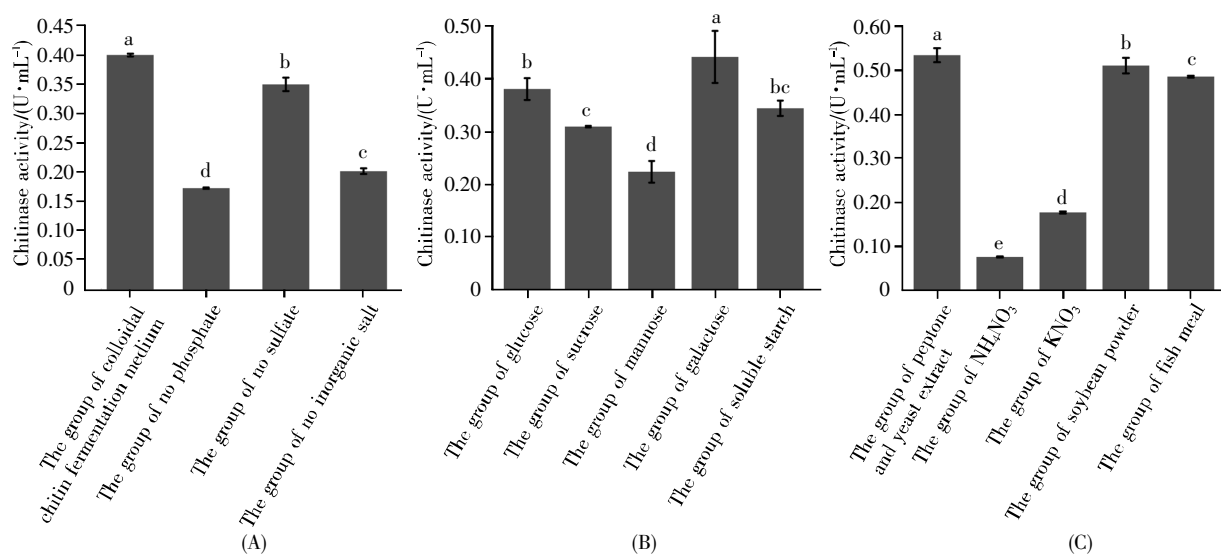 0.45
0.40
0.35
0.30
0.25
0.20
0.15
0.10
0.05
0
Chitinase activity/(U·mL⁻¹)
a
d
b
c
The group of colloidal
chitin fermentation medium
The group of no phosphate
The group of no sulfate
The group of no inorganic salt
(A)
0.50
0.40
0.30
0.20
0.10
0
Chitinase activity/(U·mL⁻¹)
b
c
d
a
bc
The group of glucose
The group of sucrose
The group of mannose
The group of galactose
The group of soluble starch
(B)
0.60
0.50
0.40
0.30
0.20
0.10
0
Chitinase activity/(U·mL⁻¹)
a
e
d
b
c
The group of peptone
and yeast extract
The group of NH₄NO₃
The group of KNO₃
The group of soybean powder
The group of fish meal
(C)